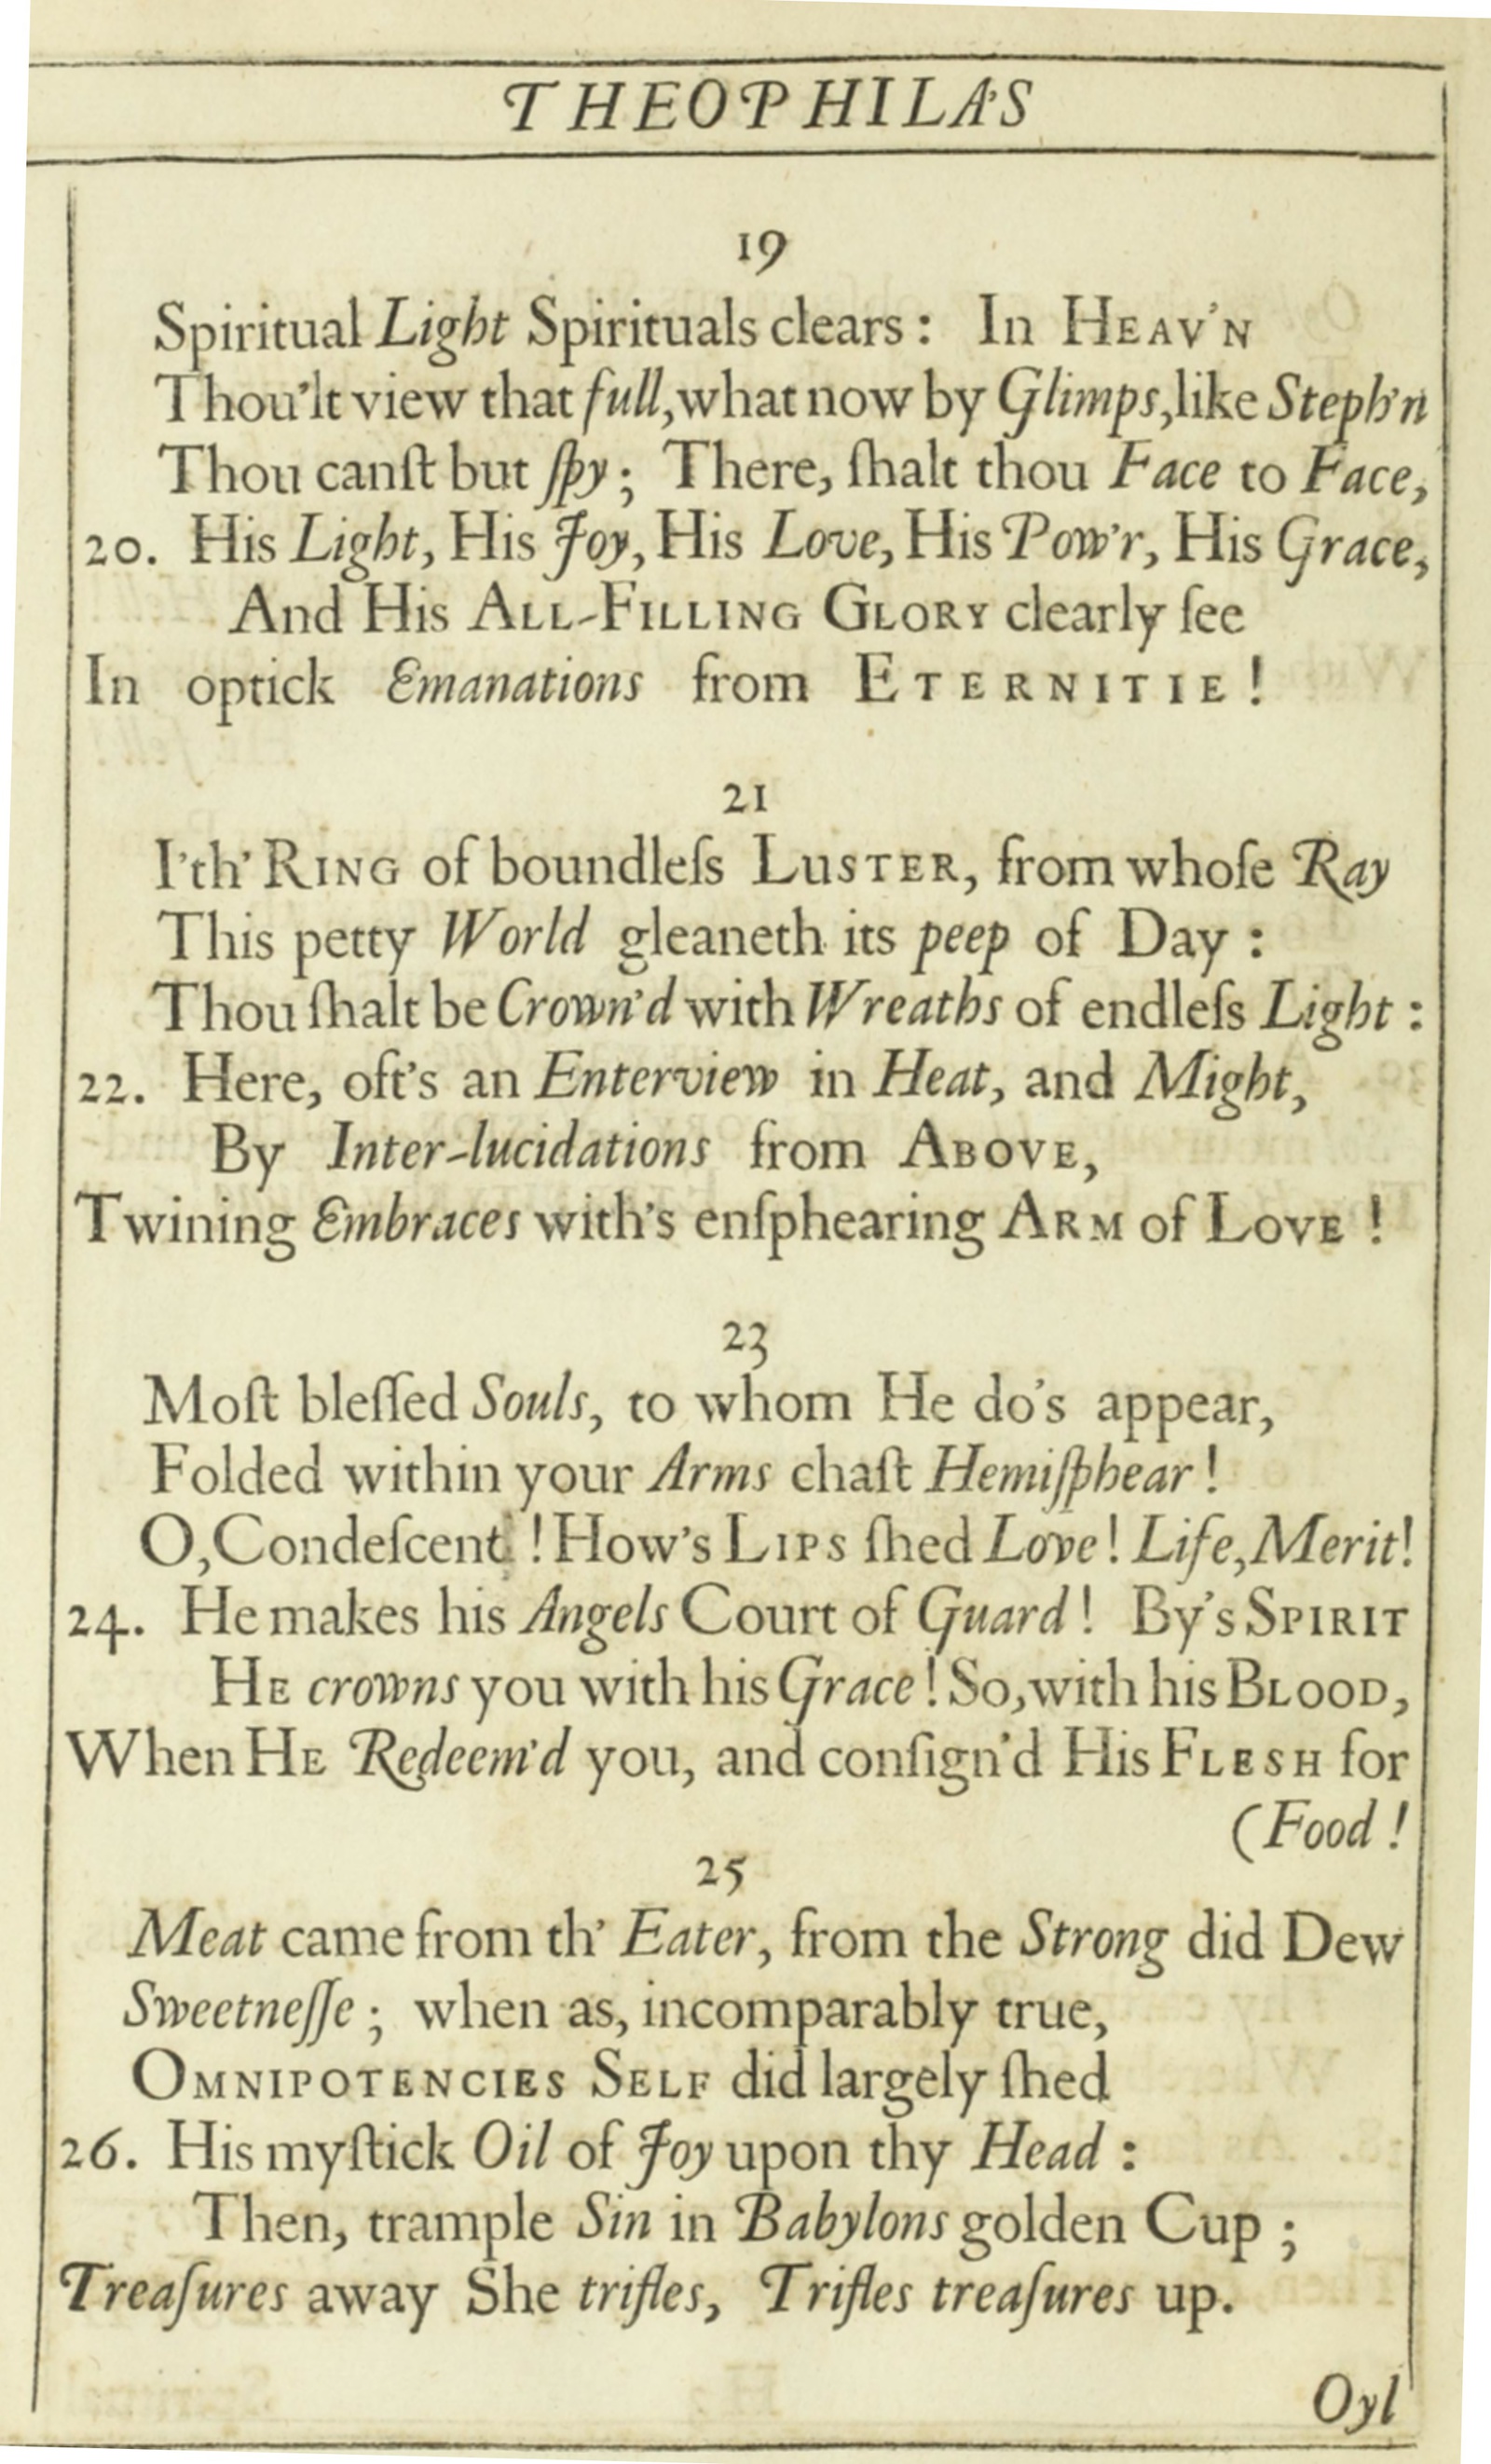 THEOPHILA'S
19
Spiritual Light Spirituals clears: In HEAV'N
Thou'lt view that full, what now by Glimps, like Steph'n
Thou canſt but ſpy; There, ſhalt thou Face to Face,
20. His Light, His Joy, His Love, His Pow'r, His Grace,
And His ALL-FILLING GLORY clearly ſee
In optick Emanations from ETERNITIE!
21
I'th' RING of boundleſs LUSTER, from whoſe Ray
This petty World gleaneth its peep of Day:
Thou ſhalt be Crown'd with Wreaths of endleſs Light:
22. Here, oft's an Enterview in Heat, and Might,
By Inter-lucidations from ABOVE,
Twining Embraces with's enſphearing ARM of LOVE!
23
Moſt bleſſed Souls, to whom He do's appear,
Folded within your Arms chaſt Hemiſphear!
O, Condeſcent! How's LIPS ſhed Love! Life, Merit!
24. He makes his Angels Court of Guard! By's SPIRIT
HE crowns you with his Grace! So, with his BLOOD,
When HE Redeem'd you, and conſign'd His FLESH for
(Food!
25
Meat came from th' Eater, from the Strong did Dew
Sweetneſſe; when as, incomparably true,
OMNIPOTENCIES SELF did largely ſhed
26. His myſtick Oil of Joy upon thy Head:
Then, trample Sin in Babylons golden Cup;
Treaſures away She trifles, Trifles treaſures up.
Oyl